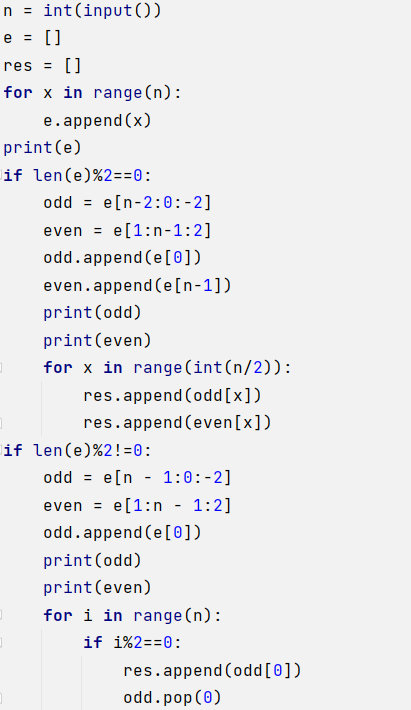 n = int(input())
e = []
res = []
for x in range(n):
    e.append(x)
print(e)
if len(e)%2==0:
    odd = e[n-2:0:-2]
    even = e[1:n-1:2]
    odd.append(e[0])
    even.append(e[n-1])
    print(odd)
    print(even)
    for x in range(int(n/2)):
        res.append(odd[x])
        res.append(even[x])
if len(e)%2!=0:
    odd = e[n - 1:0:-2]
    even = e[1:n - 1:2]
    odd.append(e[0])
    print(odd)
    print(even)
    for i in range(n):
        if i%2==0:
            res.append(odd[0])
            odd.pop(0)